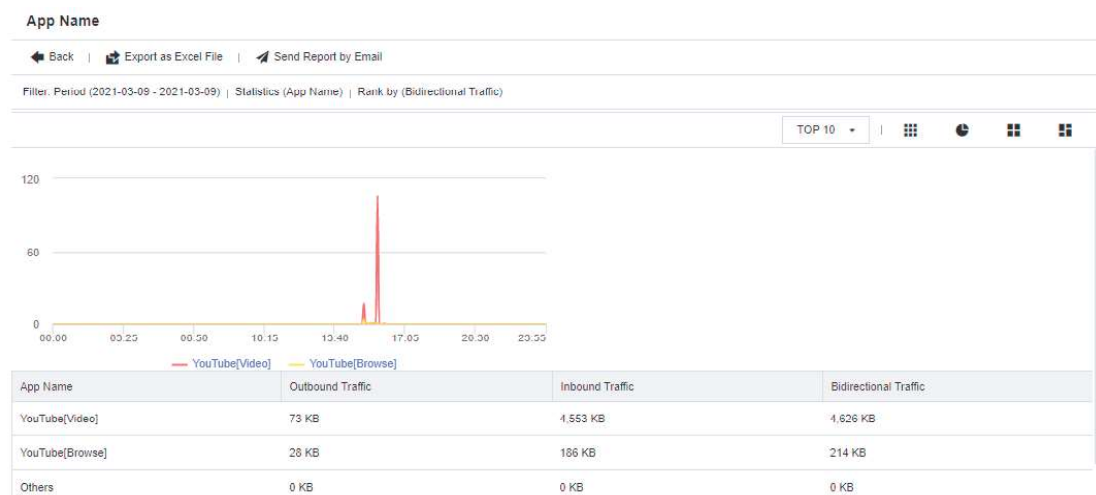 App Name
Back | Export as Excel File | Send Report by Email
Filter: Period (2021-03-09 - 2021-03-09) | Statistics (App Name) | Rank by (Bidirectional Traffic)
TOP 10
120
60
0
00:00 03:25 06:50 10:15 13:40 17:05 20:30 23:55
YouTube[Video] YouTube[Browse]
App Name Outbound Traffic Inbound Traffic Bidirectional Traffic
YouTube[Video] 73 KB 4,553 KB 4,626 KB
YouTube[Browse] 28 KB 186 KB 214 KB
Others 0 KB 0 KB 0 KB